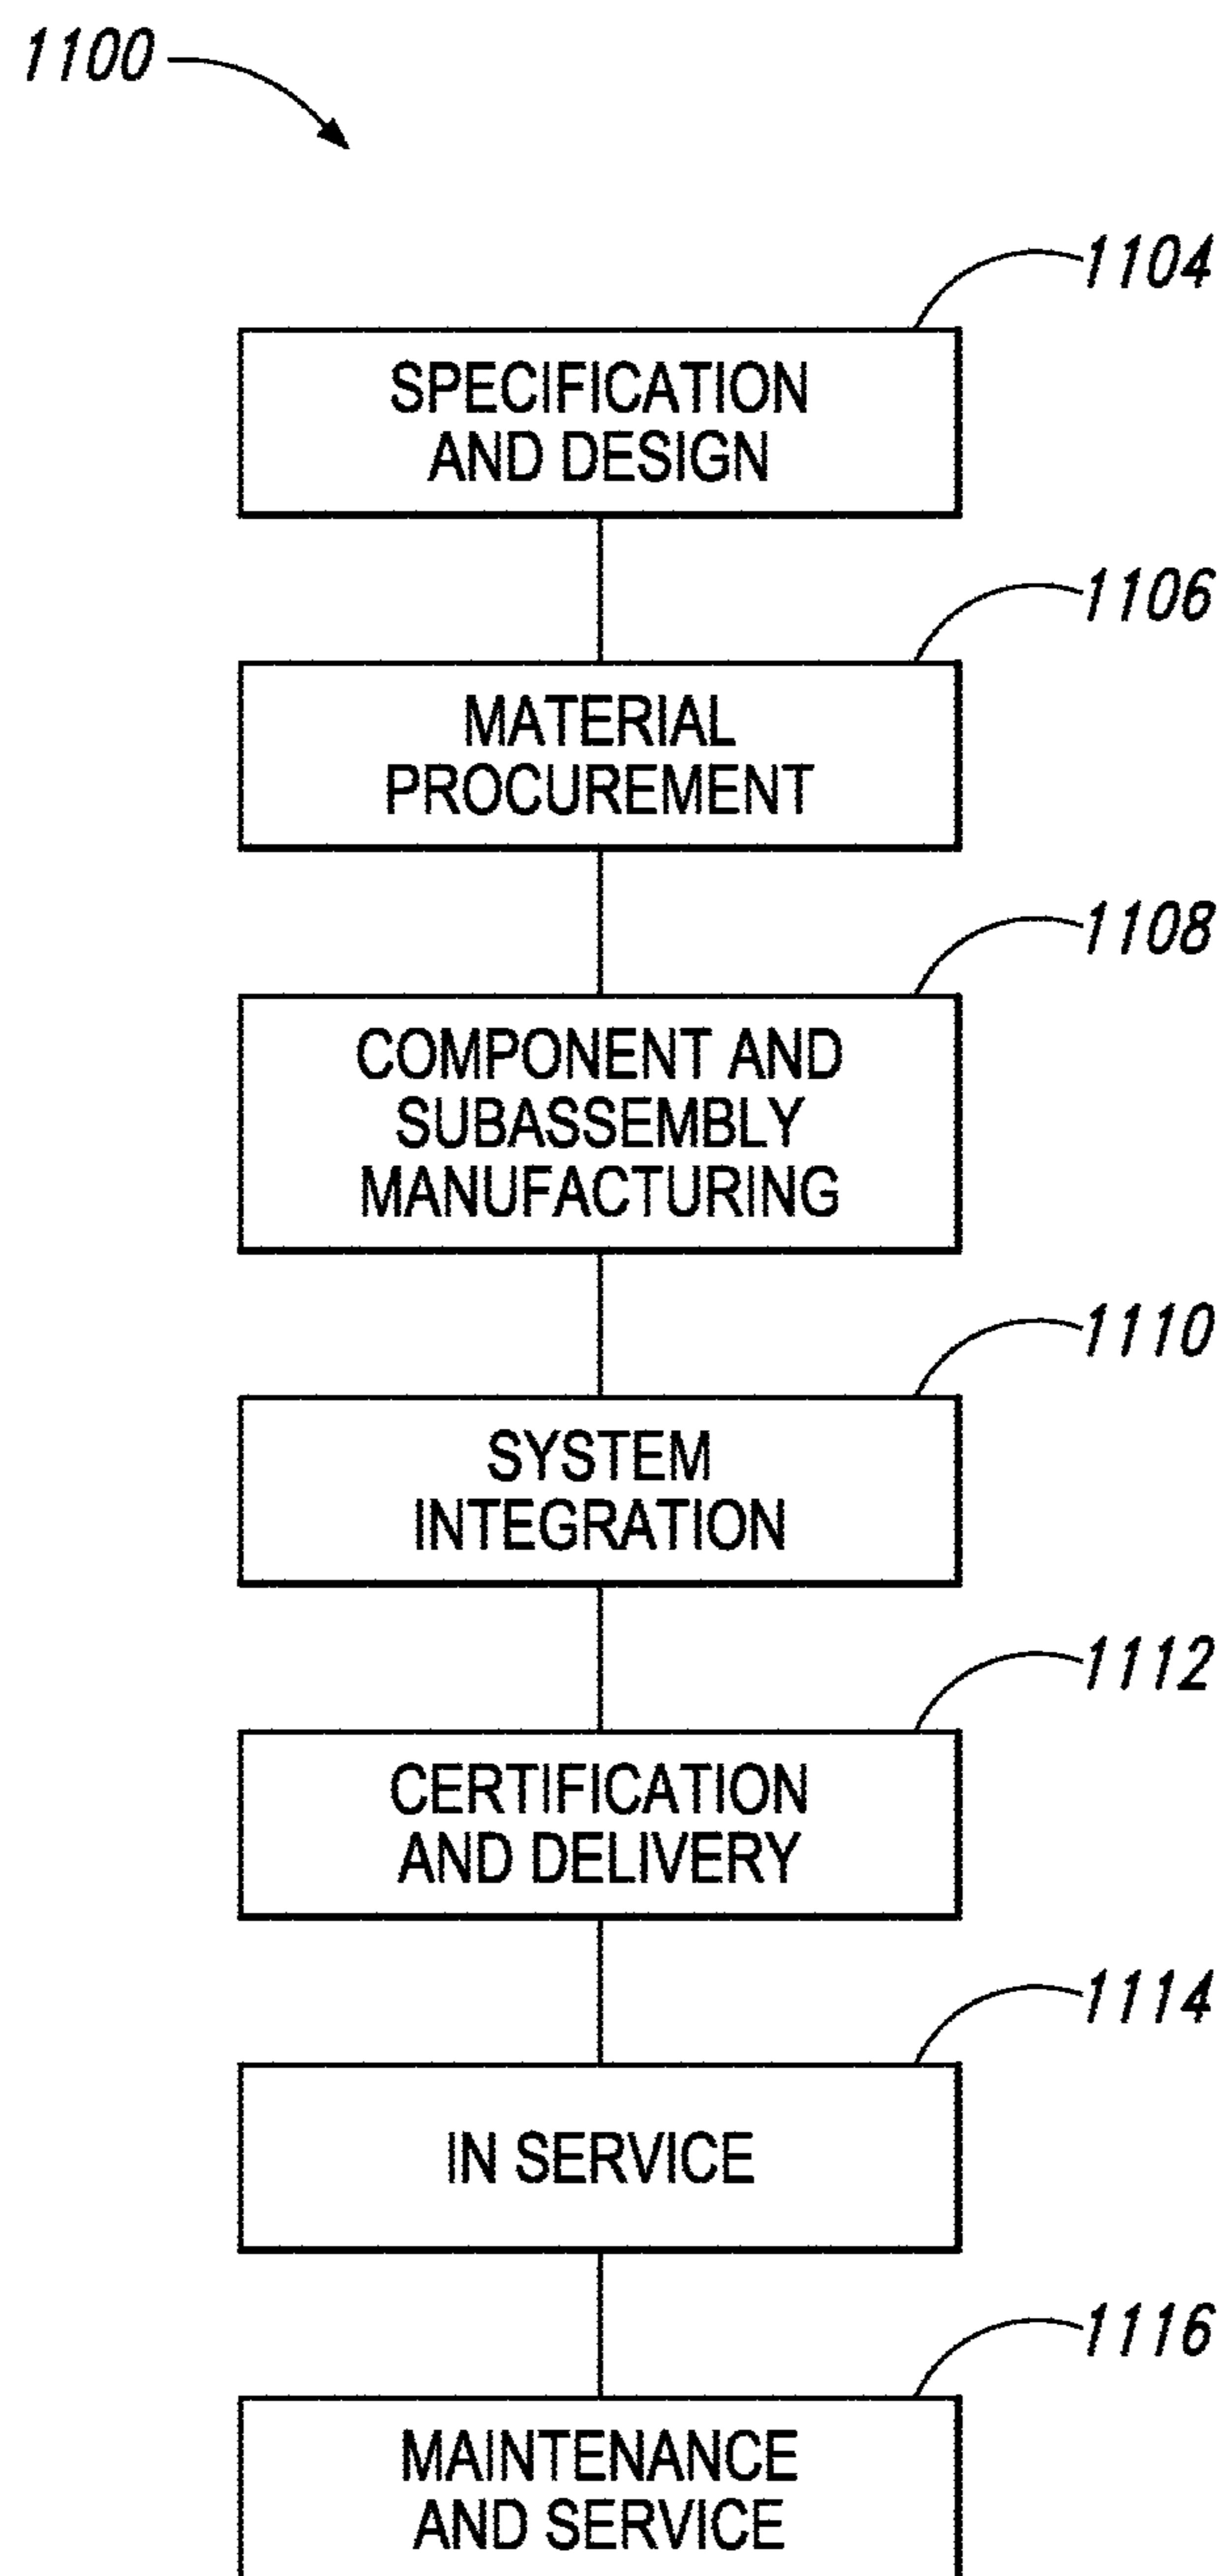 1100
1104
SPECIFICATION
AND DESIGN
1106
MATERIAL
PROCUREMENT
1108
COMPONENT AND
SUBASSEMBLY
MANUFACTURING
1110
SYSTEM
INTEGRATION
1112
CERTIFICATION
AND DELIVERY
1114
IN SERVICE
1116
MAINTENANCE
AND SERVICE